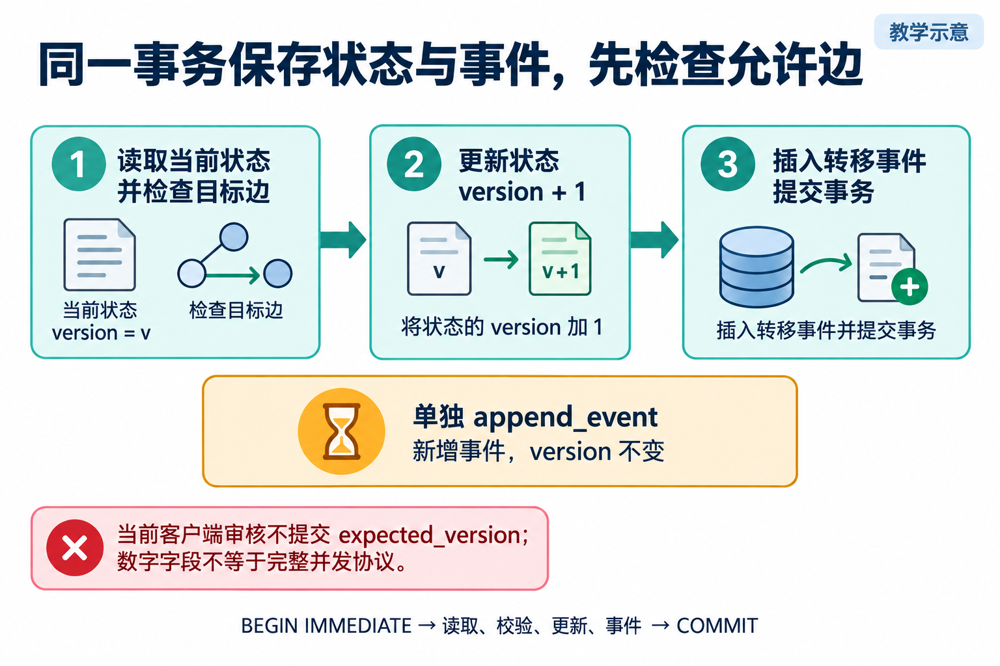 教学示意
同一事务保存状态与事件，先检查允许边
1
读取当前状态
并检查目标边
当前状态
version = v
检查目标边
2
更新状态
version + 1
v
v+1
将状态的 version 加 1
3
插入转移事件
提交事务
插入转移事件并提交事务
单独 append_event
新增事件，version 不变
当前客户端审核不提交 expected_version；
数字字段不等于完整并发协议。
BEGIN IMMEDIATE → 读取、校验、更新、事件 → COMMIT